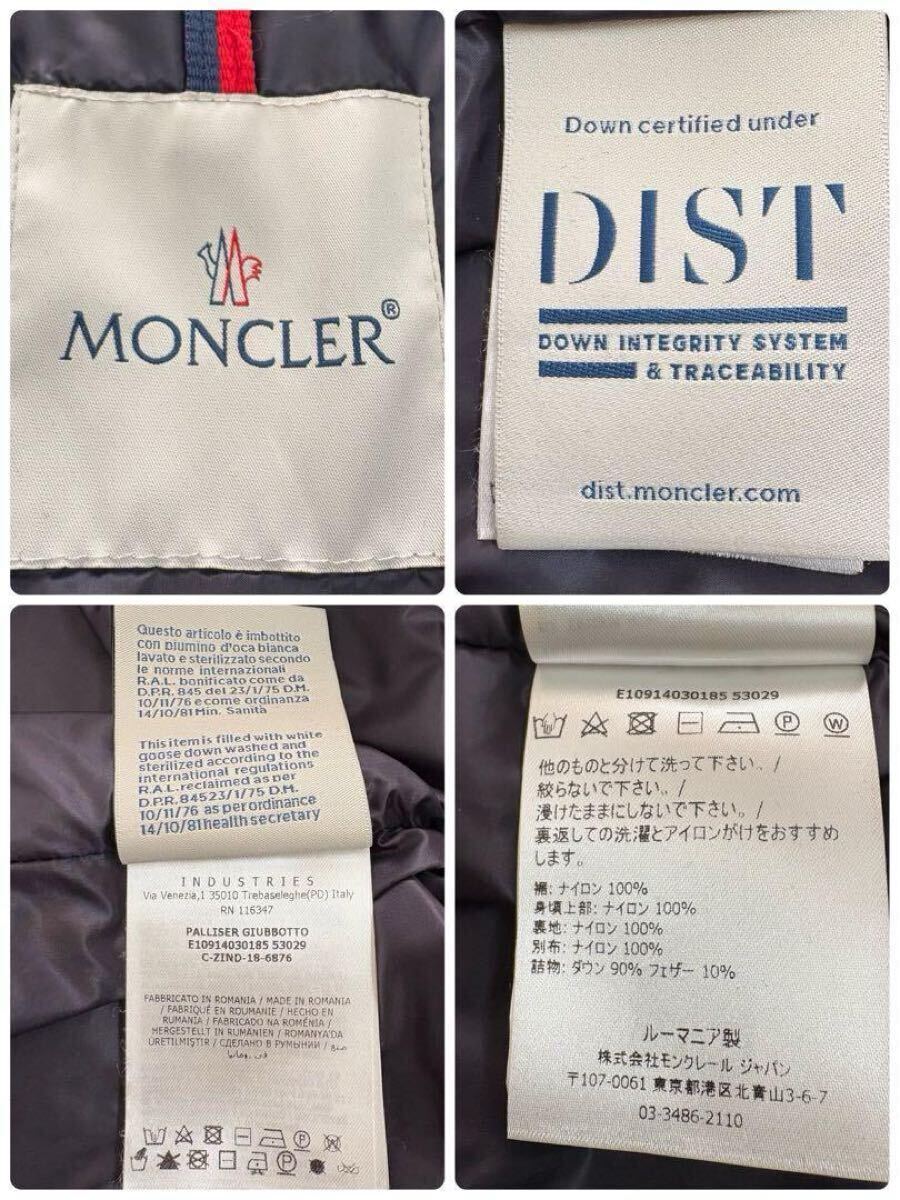 MONCLER®
Down certified under
DIST
DOWN INTEGRITY SYSTEM
& TRACEABILITY
dist.moncler.com
Questo articolo è imbottito
con piumino d'oca bianca
lavato e sterilizzato secondo
le norme internazionali
R.A.L. bonificato come da
D.P.R. 845 del 23/1/75 D.M.
10/11/76 e come ordinanza
14/10/81 Min. Sanità
This item is filled with white
goose down washed and
sterilized according to the
international regulations
R.A.L. reclaimed as per
D.P.R. 84523/1/75 D.M.
10/11/76 as per ordinance
14/10/81 health secretary
INDUSTRIES
Via Venezia,1 35010 Trebaseleghe(PD) Italy
RN 116347
PALLISER GIUBBOTTO
E10914030185 53029
C-ZIND-18-6876
FABBRICATO IN ROMANIA / MADE IN ROMANIA
/ FABRIQUÉ EN ROUMANIE / HECHO EN
RUMANIA / FABRICADO NA ROMÉNIA /
HERGESTELLT IN RUMÄNIEN / ROMANYA'DA
ÜRETILMIŞTIR / СДЕЛАНО В РУМЫНИИ /
E10914030185 53029
他のものと分けて洗って下さい。/
絞らないで下さい。/
浸けたままにしないで下さい。/
裏返しての洗濯とアイロンがけをおすすめ
します。
裾: ナイロン 100%
身頃上部: ナイロン 100%
裏地: ナイロン 100%
別布: ナイロン 100%
詰物: ダウン 90% フェザー 10%
ルーマニア製
株式会社モンクレール ジャパン
〒107-0061 東京都港区北青山3-6-7
03-3486-2110